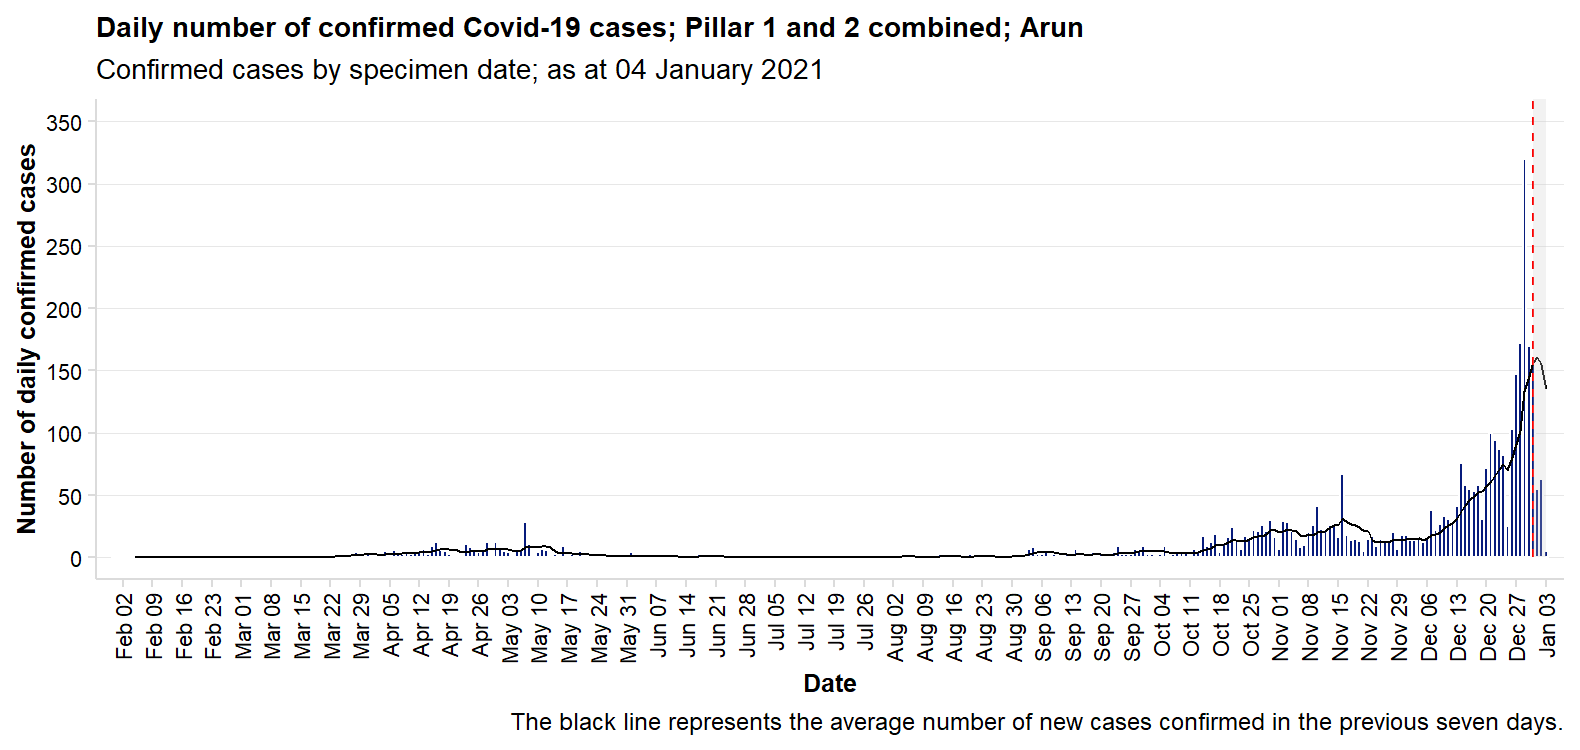 Daily number of confirmed Covid-19 cases; Pillar 1 and 2 combined; Arun
Confirmed cases by specimen date; as at 04 January 2021
Number of daily confirmed cases
350
300
250
200
150
100
50
0
Feb 02
Feb 09
Feb 16
Feb 23
Mar 01
Mar 08
Mar 15
Mar 22
Mar 29
Apr 05
Apr 12
Apr 19
Apr 26
May 03
May 10
May 17
May 24
May 31
Jun 07
Jun 14
Jun 21
Jun 28
Jul 05
Jul 12
Jul 19
Jul 26
Aug 02
Aug 09
Aug 16
Aug 23
Aug 30
Sep 06
Sep 13
Sep 20
Sep 27
Oct 04
Oct 11
Oct 18
Oct 25
Nov 01
Nov 08
Nov 15
Nov 22
Nov 29
Dec 06
Dec 13
Dec 20
Dec 27
Jan 03
Date
The black line represents the average number of new cases confirmed in the previous seven days.